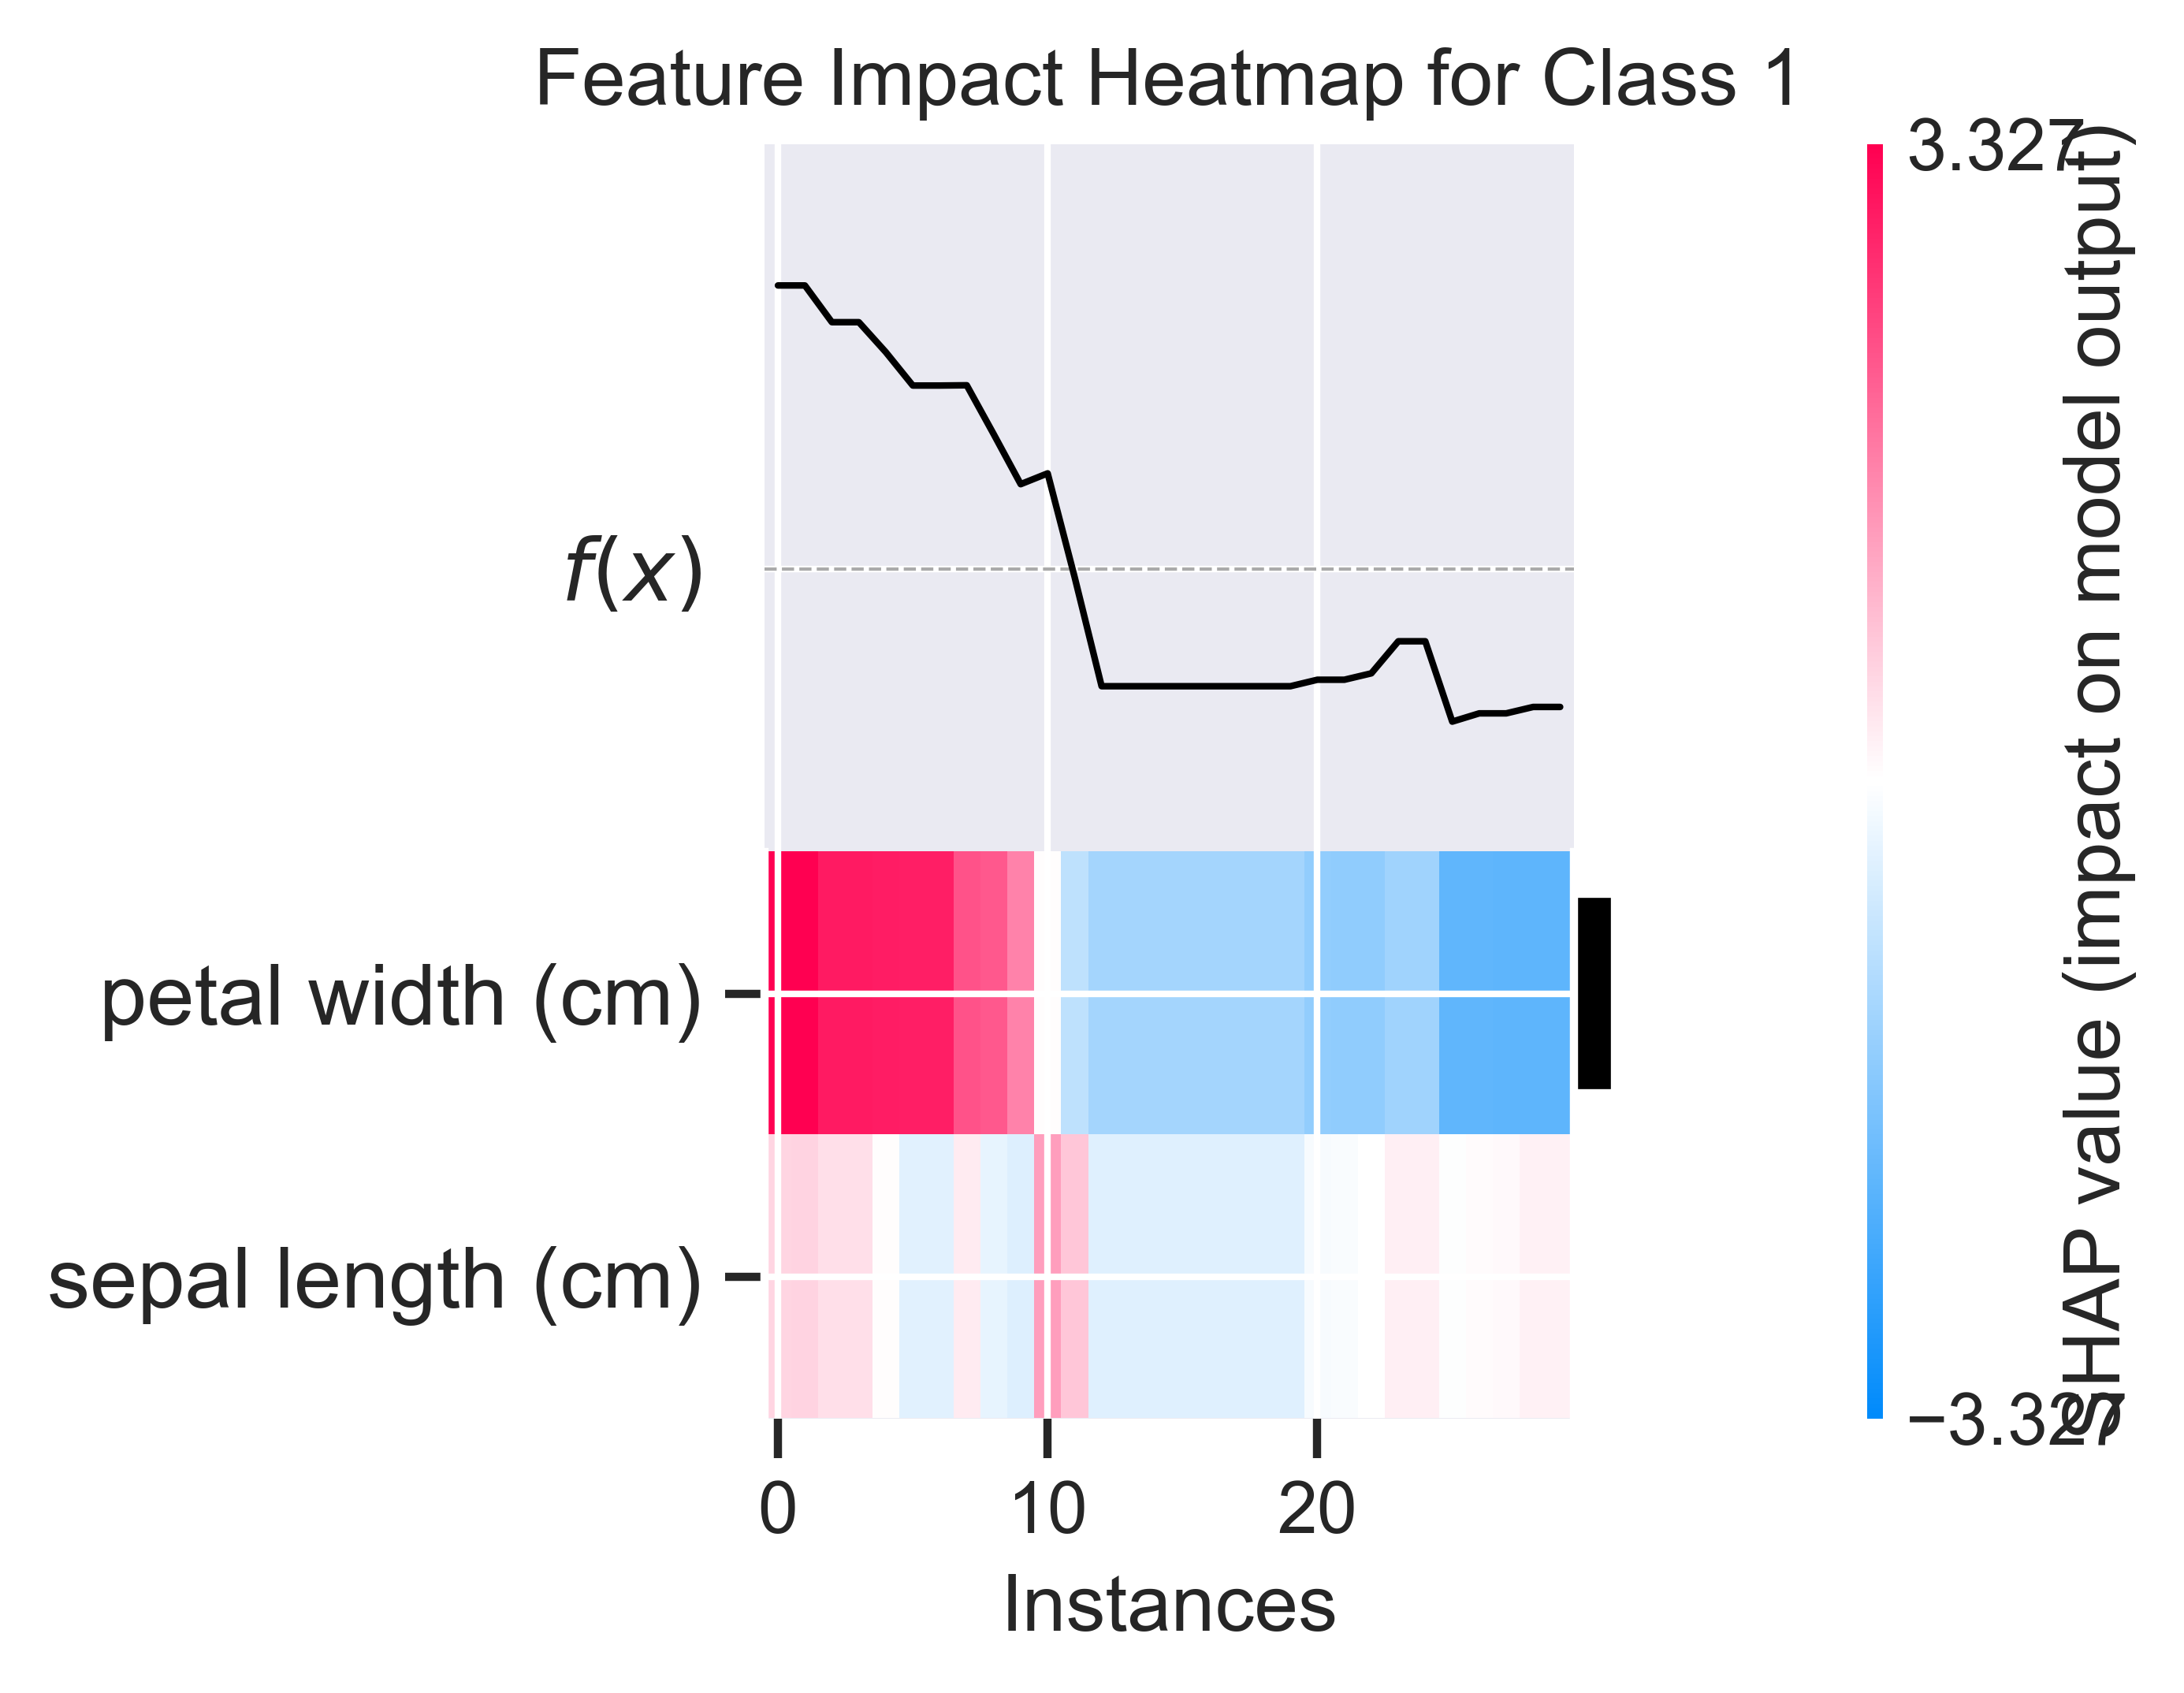 Feature Impact Heatmap for Class 1
3.327
f(x)
SHAP value (impact on model output)
petal width (cm)
sepal length (cm)
−3.327
0 10 20
Instances